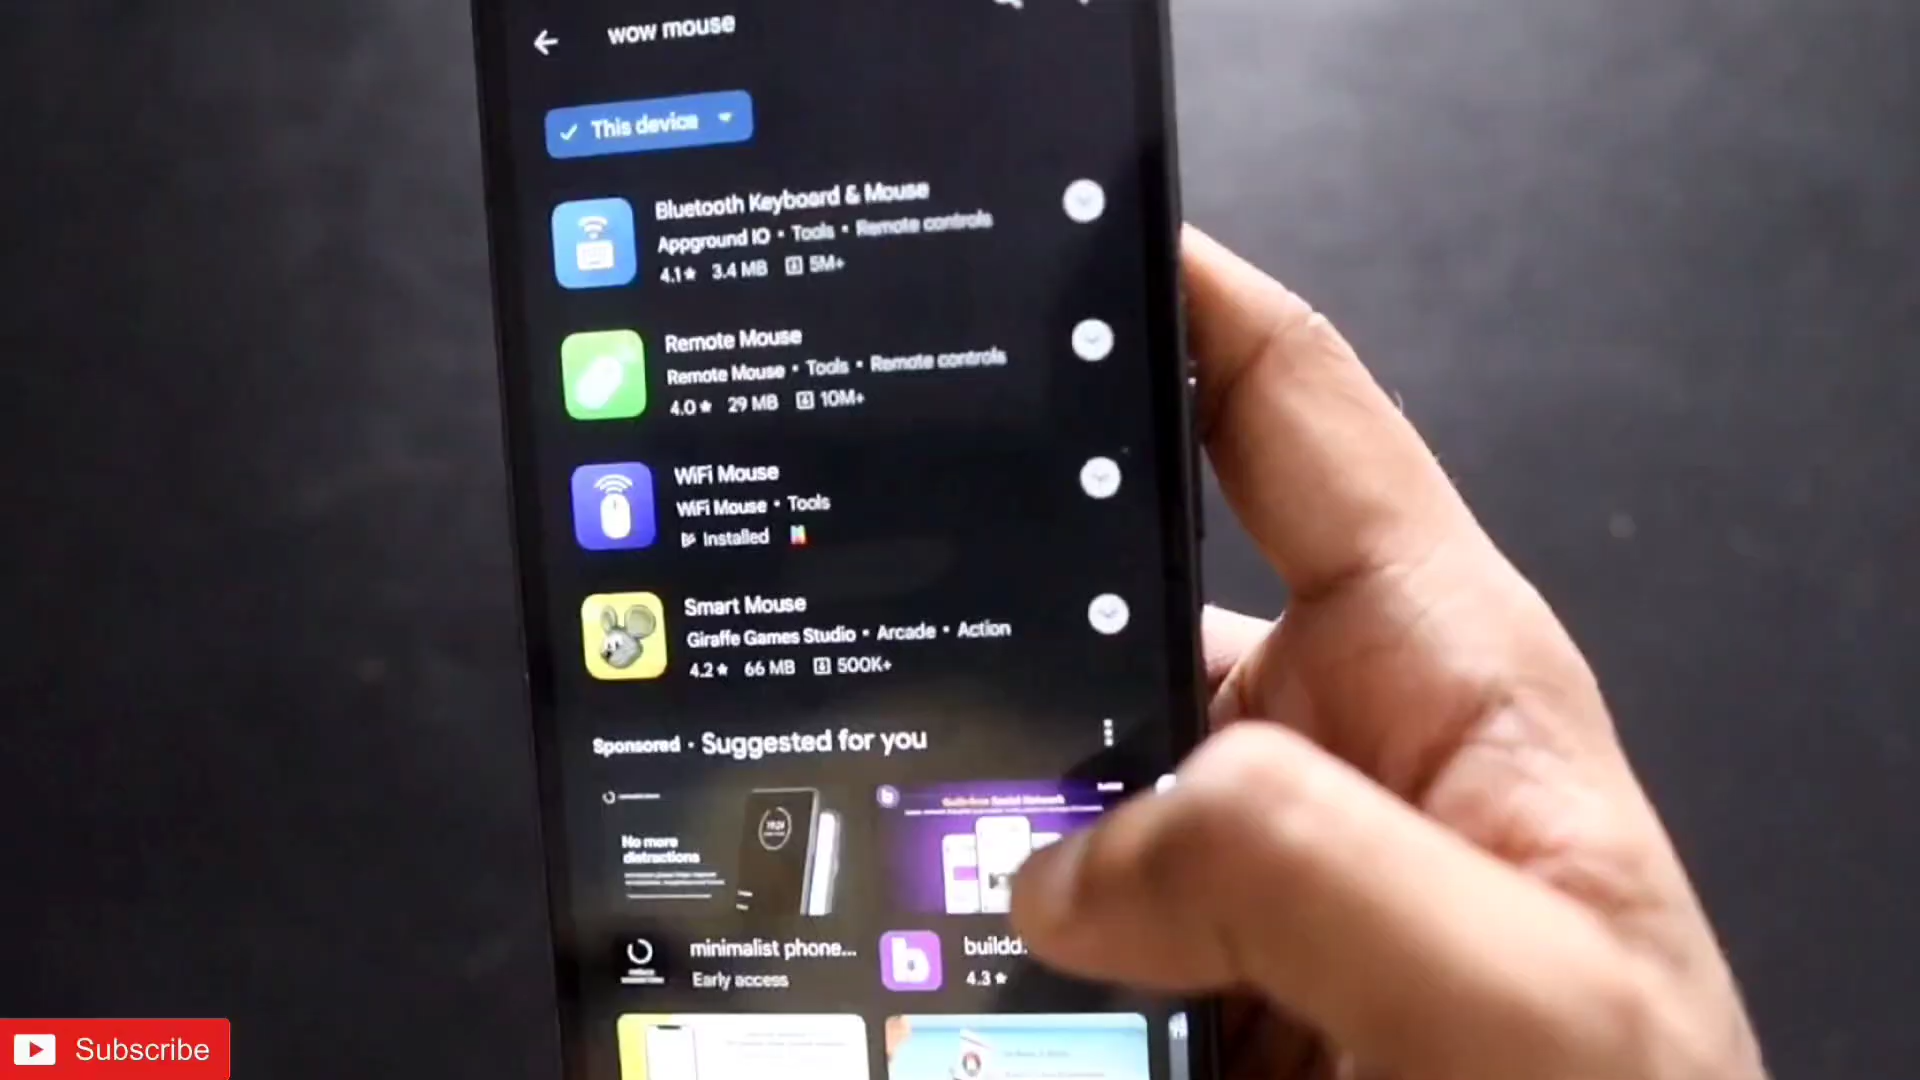 wow mouse
This device
Bluetooth Keyboard & Mouse
Appground IO • Tools • Remote controls
4.1★ 3.4 MB 5M+
Remote Mouse
Remote Mouse • Tools • Remote controls
4.0★ 29 MB 10M+
WiFi Mouse
WiFi Mouse • Tools
Installed
Smart Mouse
Giraffe Games Studio • Arcade • Action
4.2★ 66 MB 500K+
Sponsored • Suggested for you
No more
distractions
minimalist phone...
Early access
b
buildd.
4.3★
Subscribe